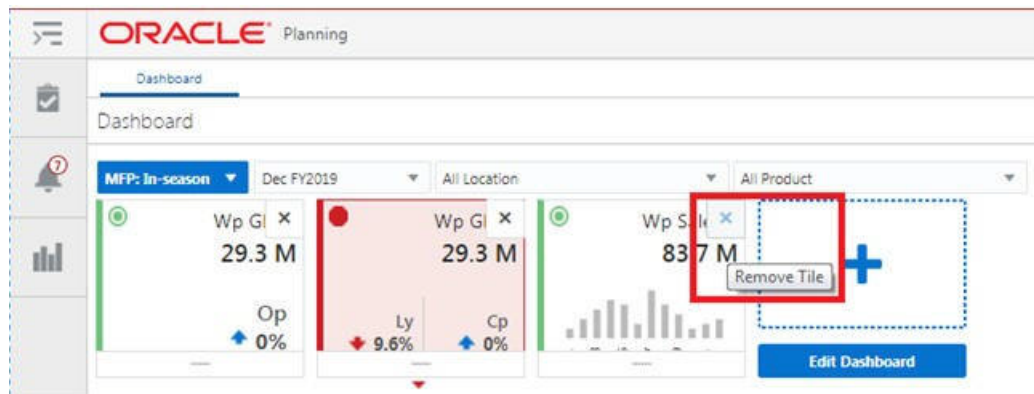 ORACLE Planning
Dashboard
Dashboard
7
MFP: In-season Dec FY2019 All Location All Product
Wp Gl × Wp Gl × Wp Sale ×
29.3 M 29.3 M 83.7 M
Remove Tile
Op Ly Cp
0% 9.6% 0%
Edit Dashboard